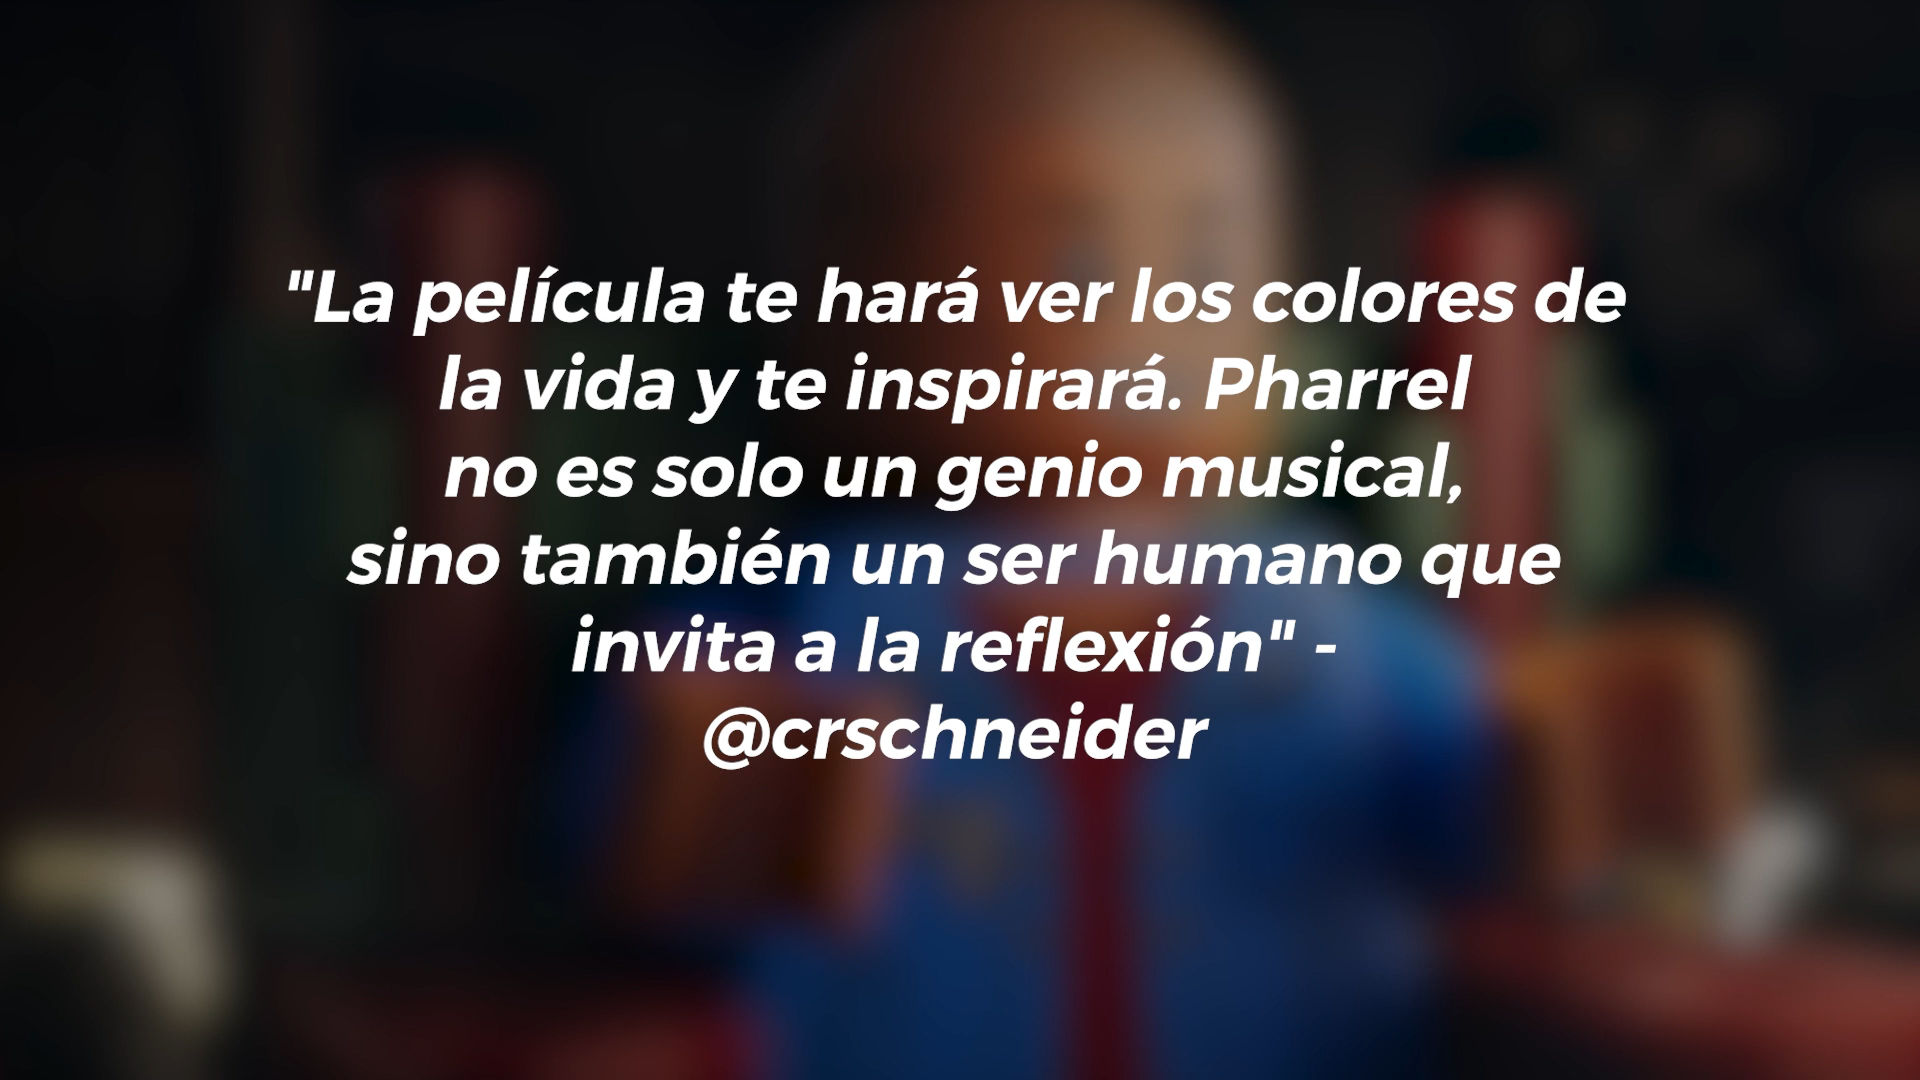 "La película te hará ver los colores de
la vida y te inspirará. Pharrel
no es solo un genio musical,
sino también un ser humano que
invita a la reflexión" -
@crschneider